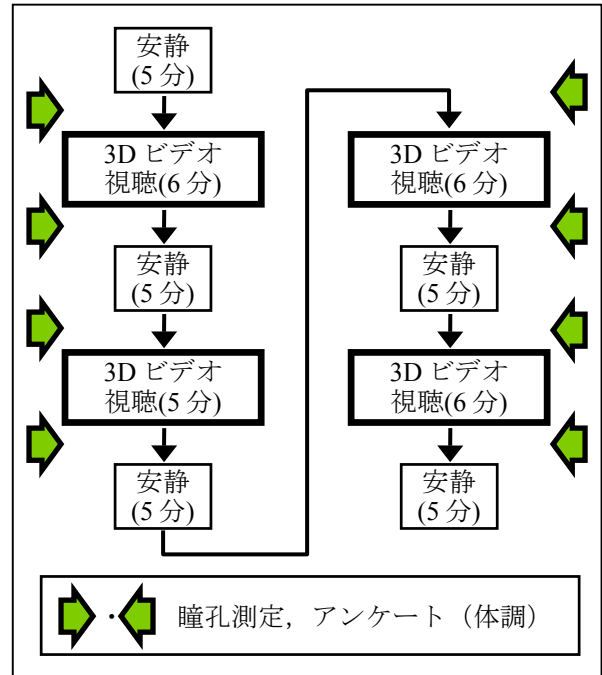 安静
(5 分)
3D ビデオ
視聴(6 分)
安静
(5 分)
3D ビデオ
視聴(5 分)
安静
(5 分)
3D ビデオ
視聴(6 分)
安静
(5 分)
3D ビデオ
視聴(6 分)
安静
(5 分)
・ 瞳孔測定，アンケート（体調）